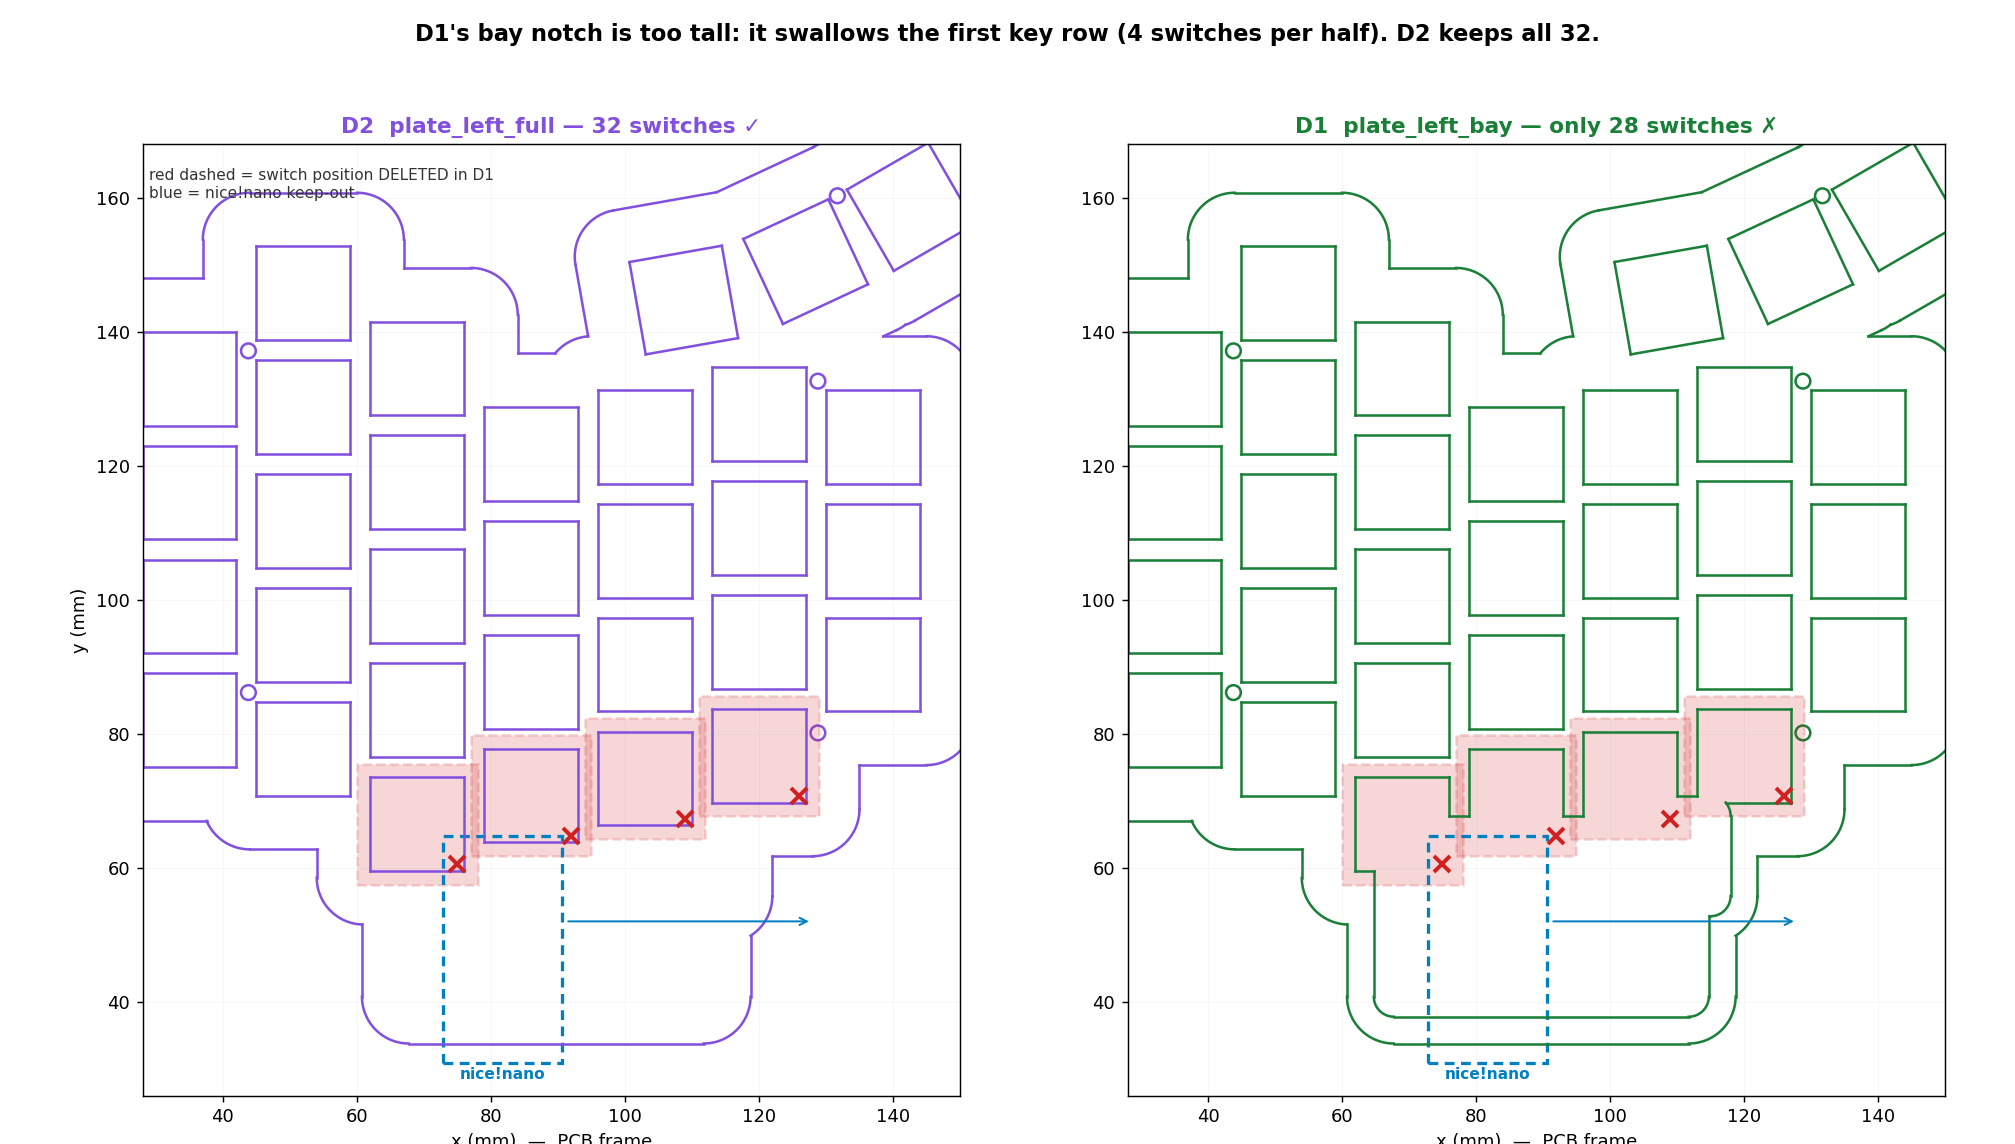 D1's bay notch is too tall: it swallows the first key row (4 switches per half). D2 keeps all 32.
D2  plate_left_full — 32 switches ✓
red dashed = switch position DELETED in D1
blue = nice!nano keep-out
160
140
120
100
80
60
40
y (mm)
nice!nano
40
60
80
100
120
140
x (mm)  —  PCB frame
D1  plate_left_bay — only 28 switches ✗
160
140
120
100
80
60
40
nice!nano
40
60
80
100
120
140
x (mm)  —  PCB frame